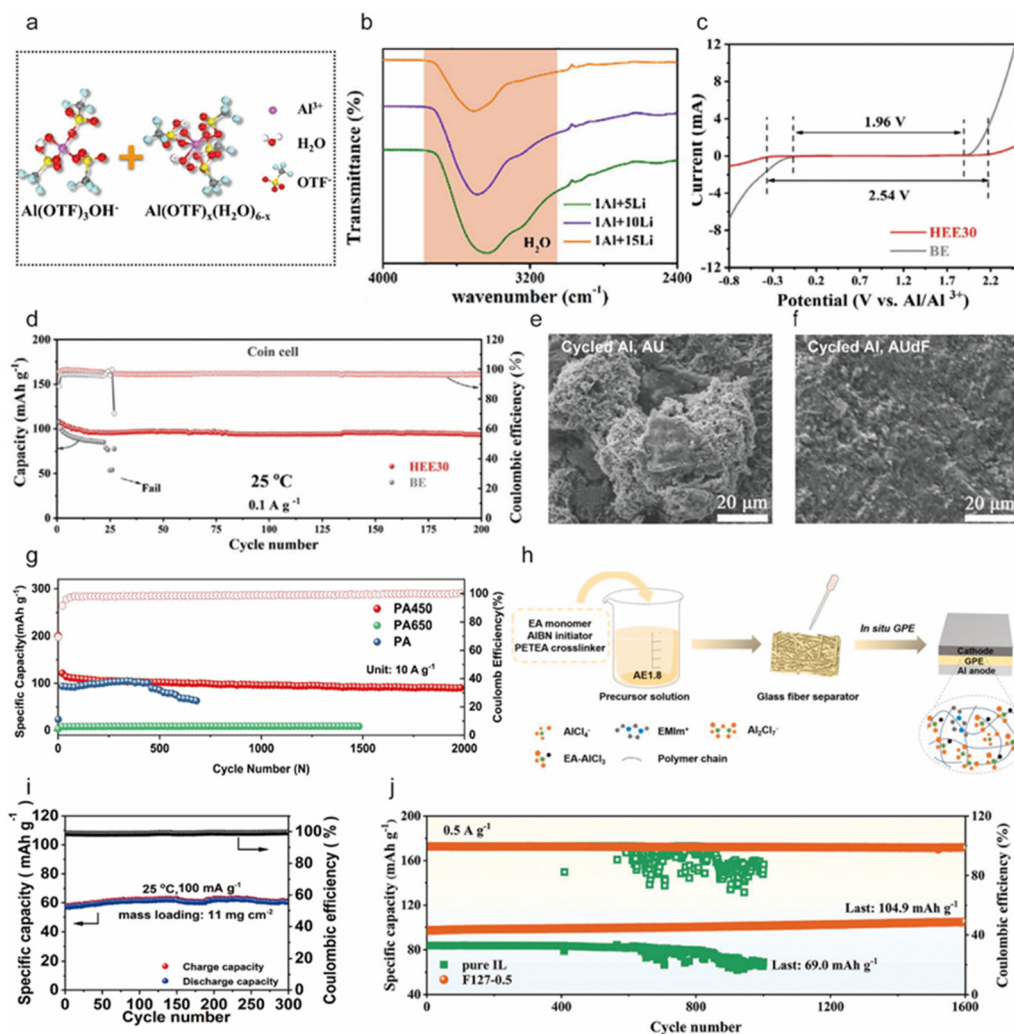 a
Al³⁺
H₂O
OTF⁻
Al(OTF)₃OH⁻
Al(OTF)ₓ(H₂O)₆₋ₓ
b
Transmittance (%)
H₂O
1Al+5Li
1Al+10Li
1Al+15Li
4000 3200 2400
wavenumber (cm⁻¹)
c
Current (mA)
12
8
4
0
-4
-8
-12
1.96 V
2.54 V
HEE30
BE
-0.8 -0.3 0.2 0.7 1.2 1.7 2.2
Potential (V vs. Al/Al ³⁺)
d
Capacity (mAh g⁻¹)
200
150
100
50
0
Coin cell
Fail
25 °C
0.1 A g⁻¹
HEE30
BE
120
100
80
60
40
20
0
Coulombic efficiency (%)
0 25 50 75 100 125 150 175 200
Cycle number
e
Cycled Al, AU
20 μm
f
Cycled Al, AUdF
20 μm
g
Specific Capacity(mAh g⁻¹)
300
200
100
0
PA450
PA650
PA
Unit: 10 A g⁻¹
100
80
60
40
20
0
Coulomb Efficiency(%)
0 500 1000 1500 2000
Cycle Number (N)
h
EA monomer
AIBN initiator
PETEA crosslinker
AE1.8
Precursor solution
Glass fiber separator
In situ GPE
Cathode
GPE
Al anode
AlCl₄⁻
EMIm⁺
Al₂Cl₇⁻
EA-AlCl₃
Polymer chain
i
Specific capacity (mAh g⁻¹)
120
100
80
60
40
20
0
25 °C,100 mA g⁻¹
mass loading: 11 mg cm⁻²
Charge capacity
Discharge capacity
120
100
80
60
40
20
0
Coulombic efficiency (%)
0 50 100 150 200 250 300
Cycle number
j
Specific capacity (mAh g⁻¹)
200
160
120
80
40
0.5 A g⁻¹
Last: 104.9 mAh g⁻¹
Last: 69.0 mAh g⁻¹
pure IL
F127-0.5
120
90
60
30
0
Coulombic efficiency (%)
0 400 800 1200 1600
Cycle number